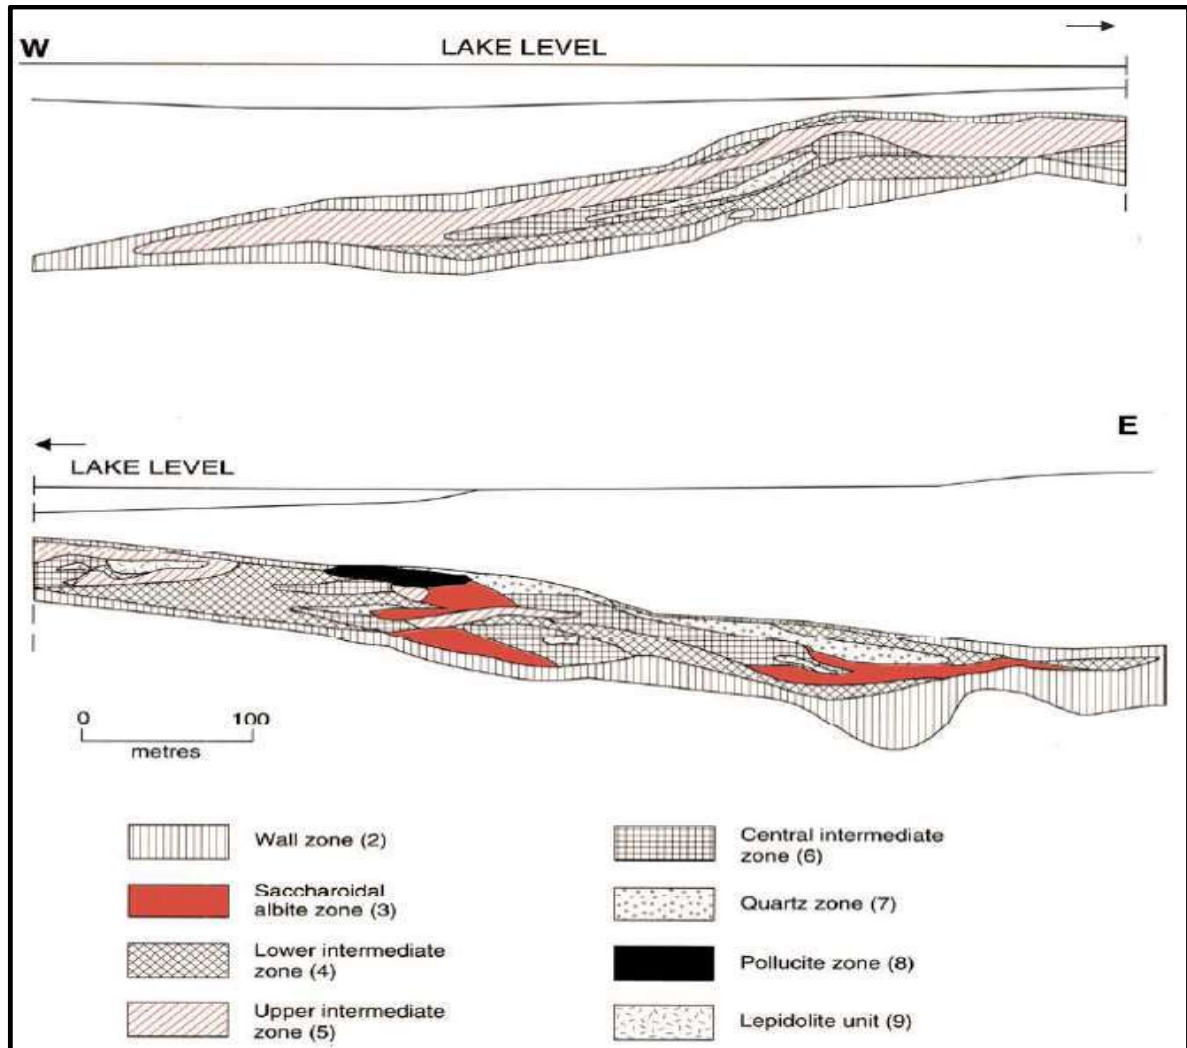 W
LAKE LEVEL
E
LAKE LEVEL
0 100
metres
Wall zone (2)
Saccharoidal
albite zone (3)
Lower intermediate
zone (4)
Upper intermediate
zone (5)
Central intermediate
zone (6)
Quartz zone (7)
Pollucite zone (8)
Lepidolite unit (9)